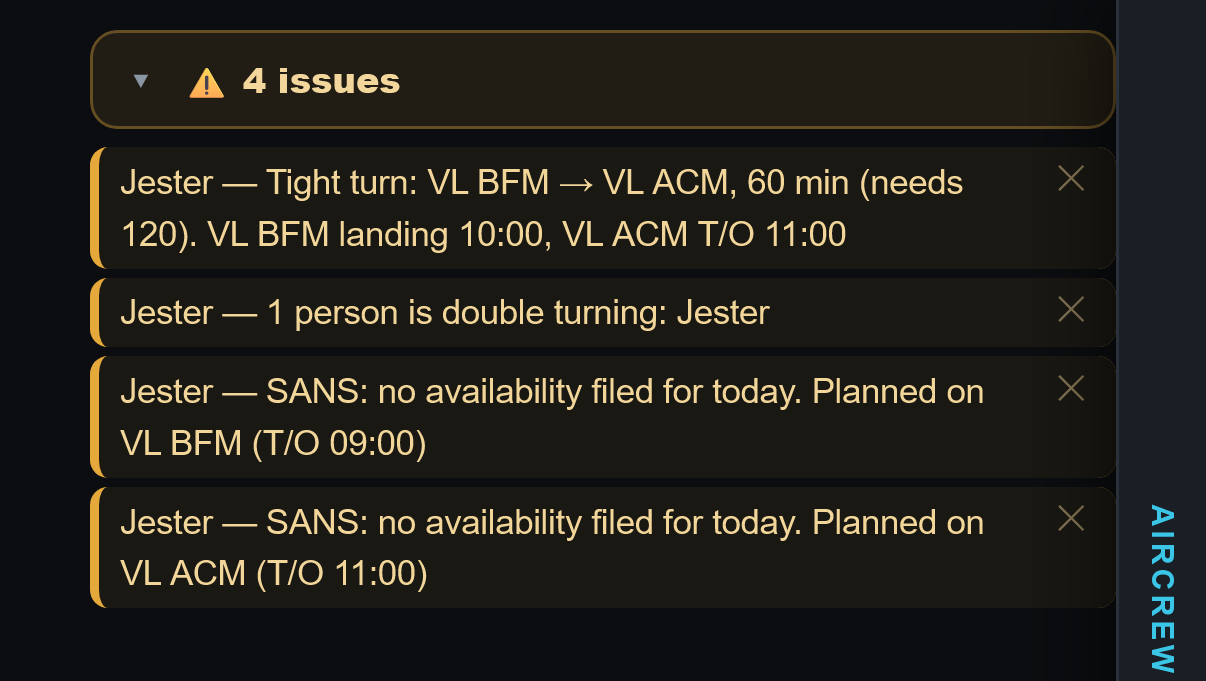 ▼ ⚠️ 4 issues
Jester — Tight turn: VL BFM → VL ACM, 60 min (needs
120). VL BFM landing 10:00, VL ACM T/O 11:00
Jester — 1 person is double turning: Jester
Jester — SANS: no availability filed for today. Planned on
VL BFM (T/O 09:00)
Jester — SANS: no availability filed for today. Planned on
VL ACM (T/O 11:00)
AIRCREW